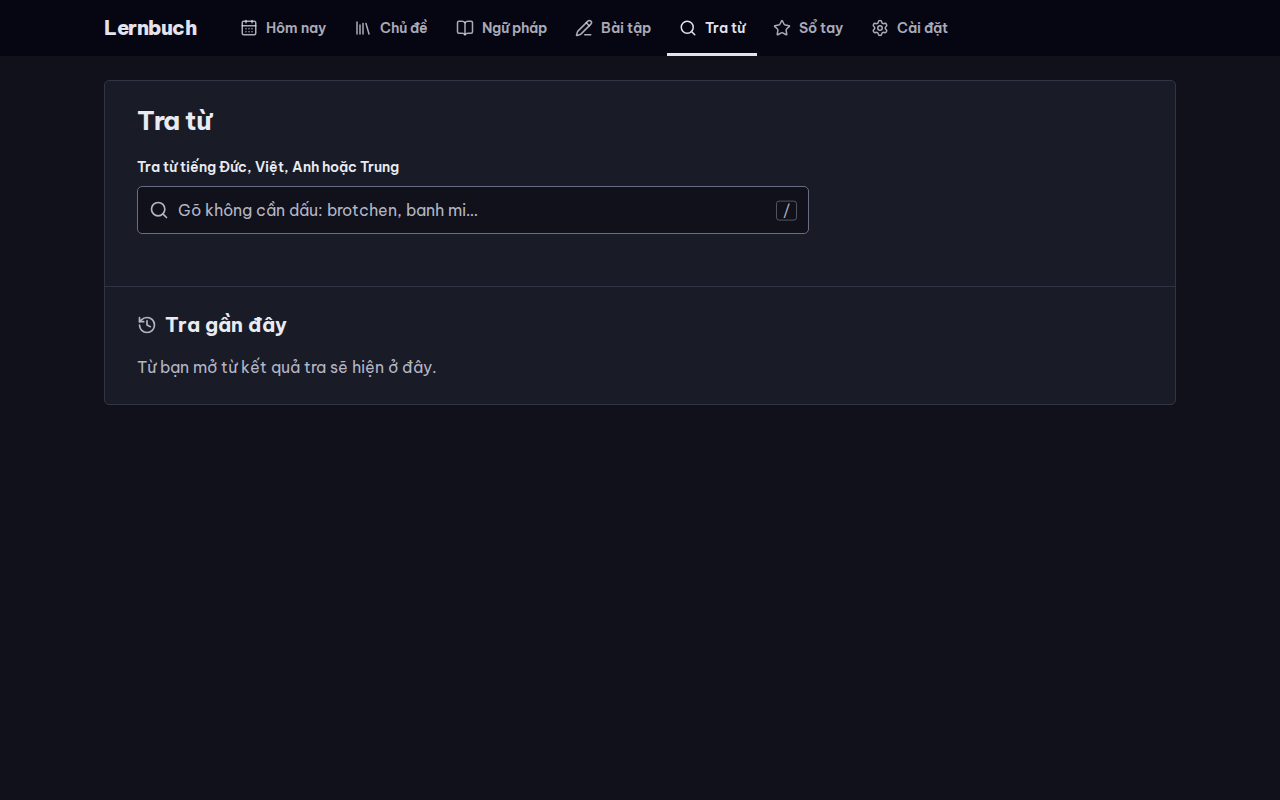 Lernbuch
Hôm nay
Chủ đề
Ngữ pháp
Bài tập
Tra từ
Sổ tay
Cài đặt
Tra từ
Tra từ tiếng Đức, Việt, Anh hoặc Trung
Gõ không cần dấu: brotchen, banh mi...
/
Tra gần đây
Từ bạn mở từ kết quả tra sẽ hiện ở đây.